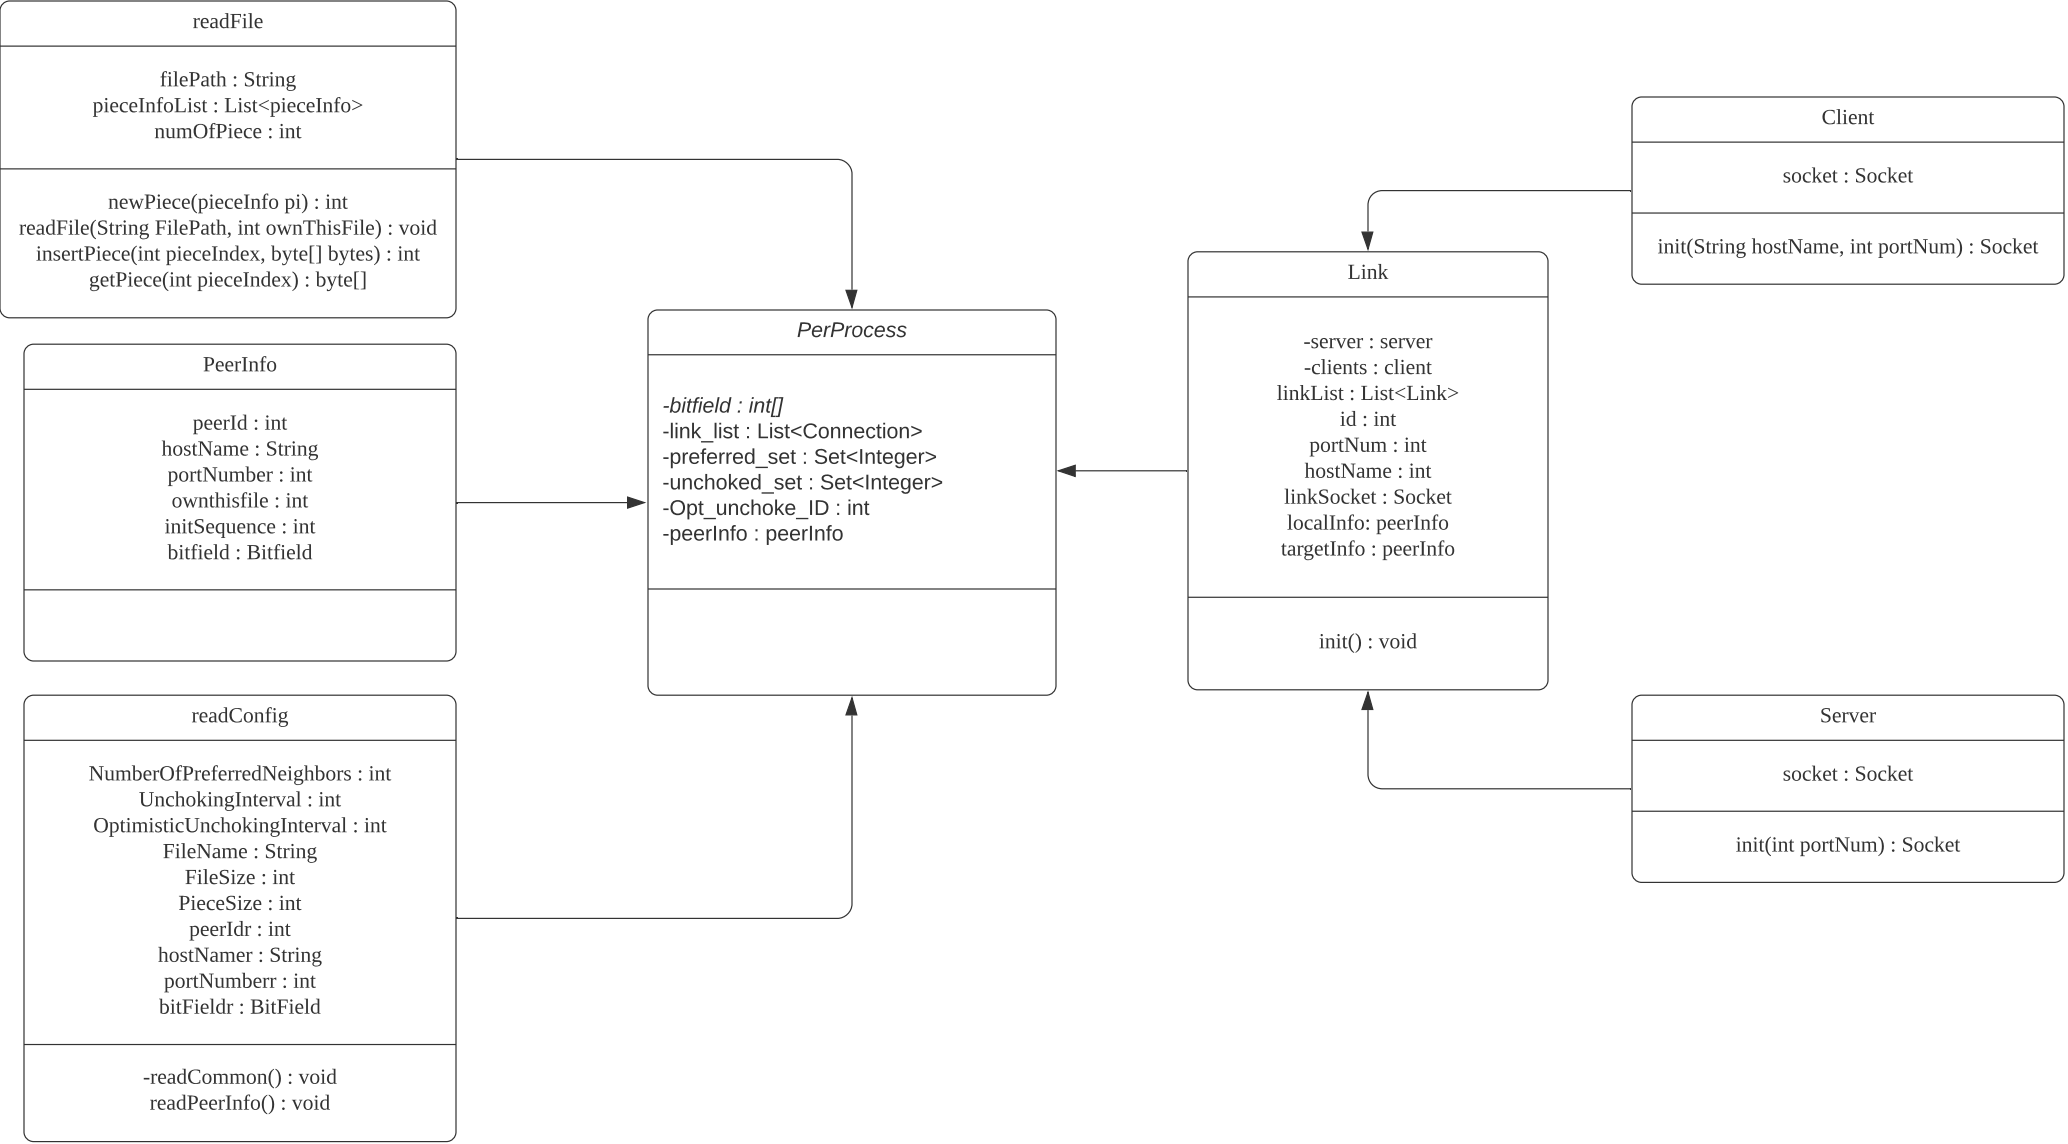 readFile
filePath : String
pieceInfoList : List<pieceInfo>
numOfPiece : int
newPiece(pieceInfo pi) : int
readFile(String FilePath, int ownThisFile) : void
insertPiece(int pieceIndex, byte[] bytes) : int
getPiece(int pieceIndex) : byte[]
PeerInfo
peerId : int
hostName : String
portNumber : int
ownthisfile : int
initSequence : int
bitfield : Bitfield
readConfig
NumberOfPreferredNeighbors : int
UnchokingInterval : int
OptimisticUnchokingInterval : int
FileName : String
FileSize : int
PieceSize : int
peerIdr : int
hostNamer : String
portNumberr : int
bitFieldr : BitField
-readCommon() : void
readPeerInfo() : void
PerProcess
-bitfield : int[]
-link_list : List<Connection>
-preferred_set : Set<Integer>
-unchoked_set : Set<Integer>
-Opt_unchoke_ID : int
-peerInfo : peerInfo
Link
-server : server
-clients : client
linkList : List<Link>
id : int
portNum : int
hostName : int
linkSocket : Socket
localInfo: peerInfo
targetInfo : peerInfo
init() : void
Client
socket : Socket
init(String hostName, int portNum) : Socket
Server
socket : Socket
init(int portNum) : Socket